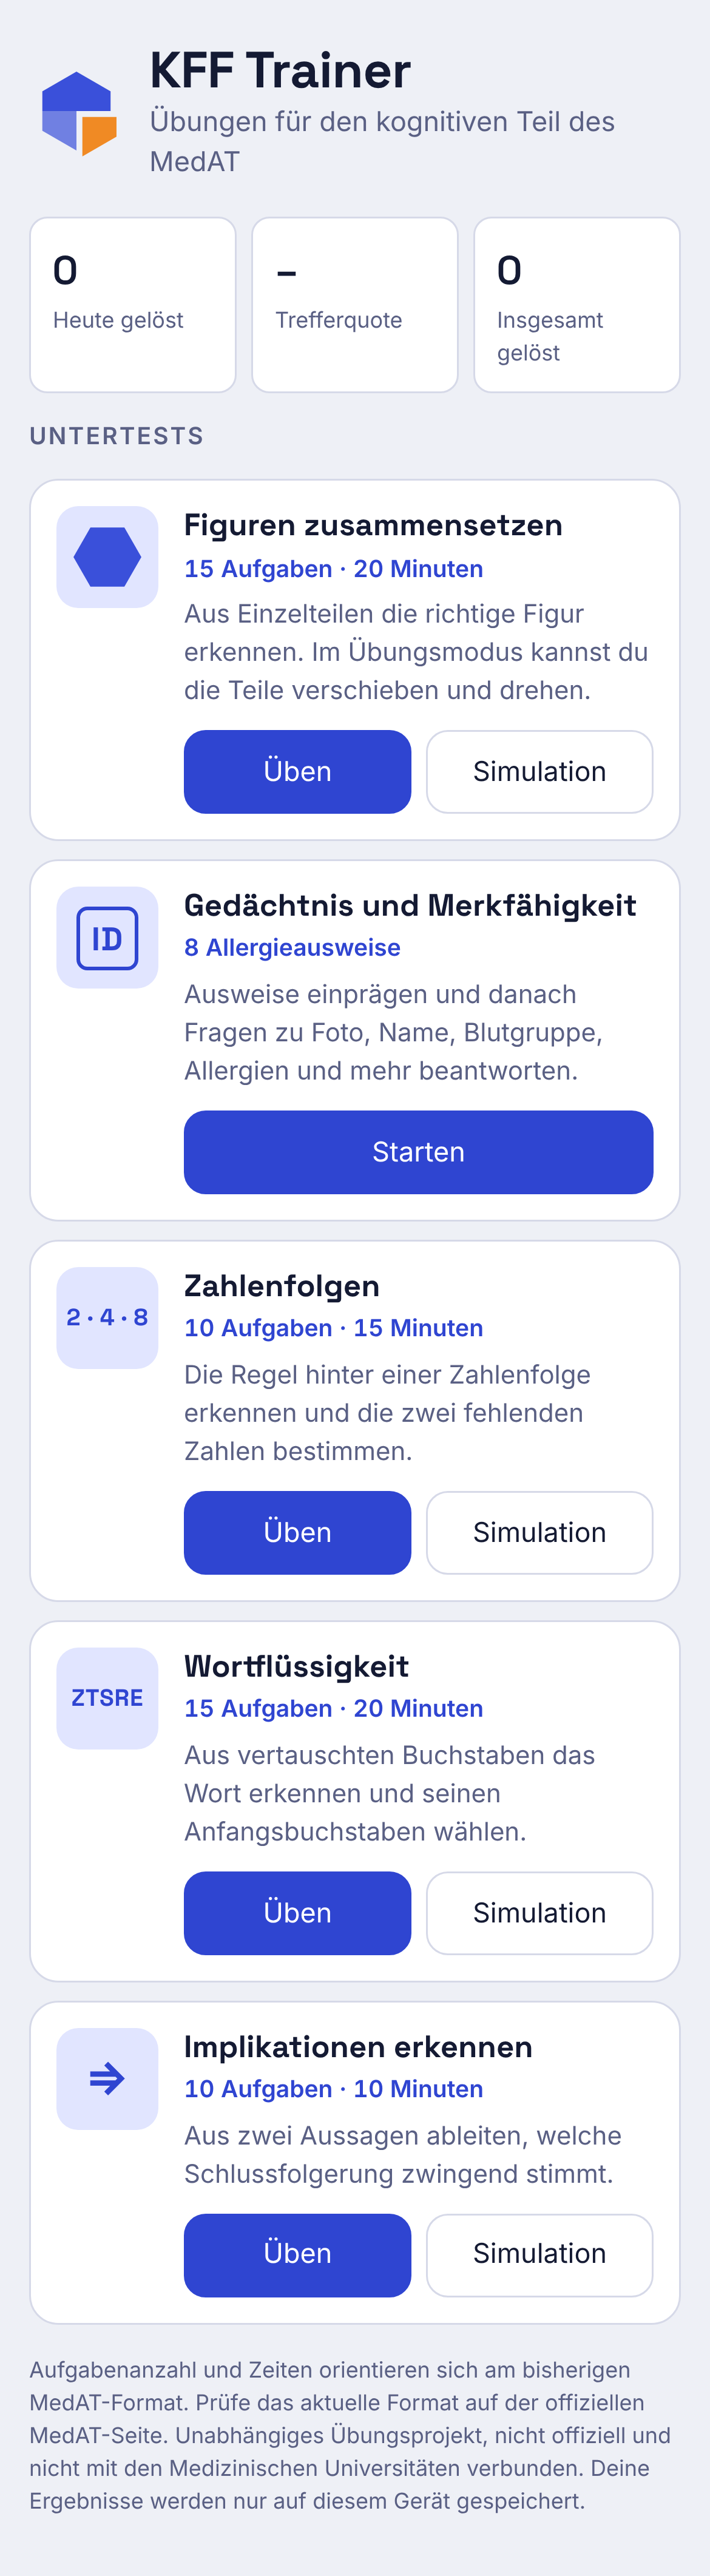 KFF Trainer
Übungen für den kognitiven Teil des
MedAT
0
Heute gelöst
–
Trefferquote
0
Insgesamt
gelöst
UNTERTESTS
Figuren zusammensetzen
15 Aufgaben · 20 Minuten
Aus Einzelteilen die richtige Figur
erkennen. Im Übungsmodus kannst du
die Teile verschieben und drehen.
Üben
Simulation
ID
Gedächtnis und Merkfähigkeit
8 Allergieausweise
Ausweise einprägen und danach
Fragen zu Foto, Name, Blutgruppe,
Allergien und mehr beantworten.
Starten
2 · 4 · 8
Zahlenfolgen
10 Aufgaben · 15 Minuten
Die Regel hinter einer Zahlenfolge
erkennen und die zwei fehlenden
Zahlen bestimmen.
Üben
Simulation
ZTSRE
Wortflüssigkeit
15 Aufgaben · 20 Minuten
Aus vertauschten Buchstaben das
Wort erkennen und seinen
Anfangsbuchstaben wählen.
Üben
Simulation
⇒
Implikationen erkennen
10 Aufgaben · 10 Minuten
Aus zwei Aussagen ableiten, welche
Schlussfolgerung zwingend stimmt.
Üben
Simulation
Aufgabenanzahl und Zeiten orientieren sich am bisherigen
MedAT-Format. Prüfe das aktuelle Format auf der offiziellen
MedAT-Seite. Unabhängiges Übungsprojekt, nicht offiziell und
nicht mit den Medizinischen Universitäten verbunden. Deine
Ergebnisse werden nur auf diesem Gerät gespeichert.